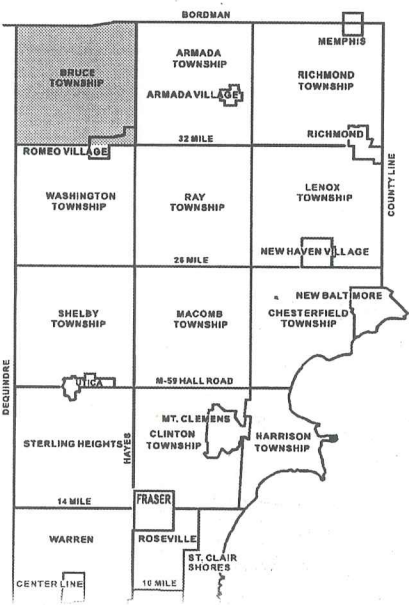 BORDMAN
MEMPHIS
ARMADA
TOWNSHIP
BRUCE
TOWNSHIP
RICHMOND
TOWNSHIP
ARMADA VILLAGE
RICHMOND
32 MILE
ROMEO VILLAGE
COUNTY LINE
WASHINGTON
TOWNSHIP
RAY
TOWNSHIP
LENOX
TOWNSHIP
NEW HAVEN VILLAGE
26 MILE
NEW BALTIMORE
SHELBY
TOWNSHIP
MACOMB
TOWNSHIP
CHESTERFIELD
TOWNSHIP
UTICA
M-59 HALL ROAD
DEQUINDRE
MT. CLEMENS
STERLING HEIGHTS
HAYES
CLINTON
TOWNSHIP
HARRISON
TOWNSHIP
14 MILE
FRASER
WARREN
ROSEVILLE
ST. CLAIR
SHORES
CENTER LINE
10 MILE